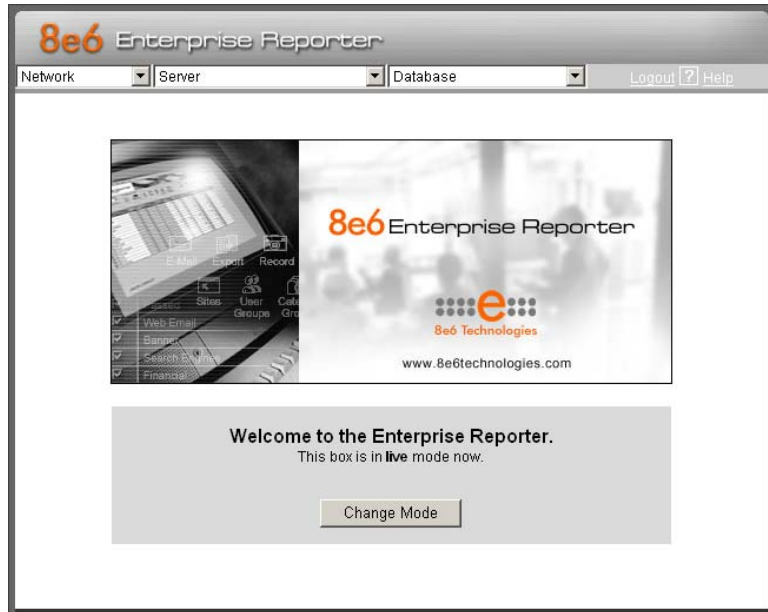 8e6 Enterprise Reporter
Network Server Database Logout ? Help
8e6 Enterprise Reporter
E-Mail Export Record
Sites User Groups
Web Email
Banner
Search Engines
Financial
e
8e6 Technologies
www.8e6technologies.com
Welcome to the Enterprise Reporter.
This box is in live mode now.
Change Mode